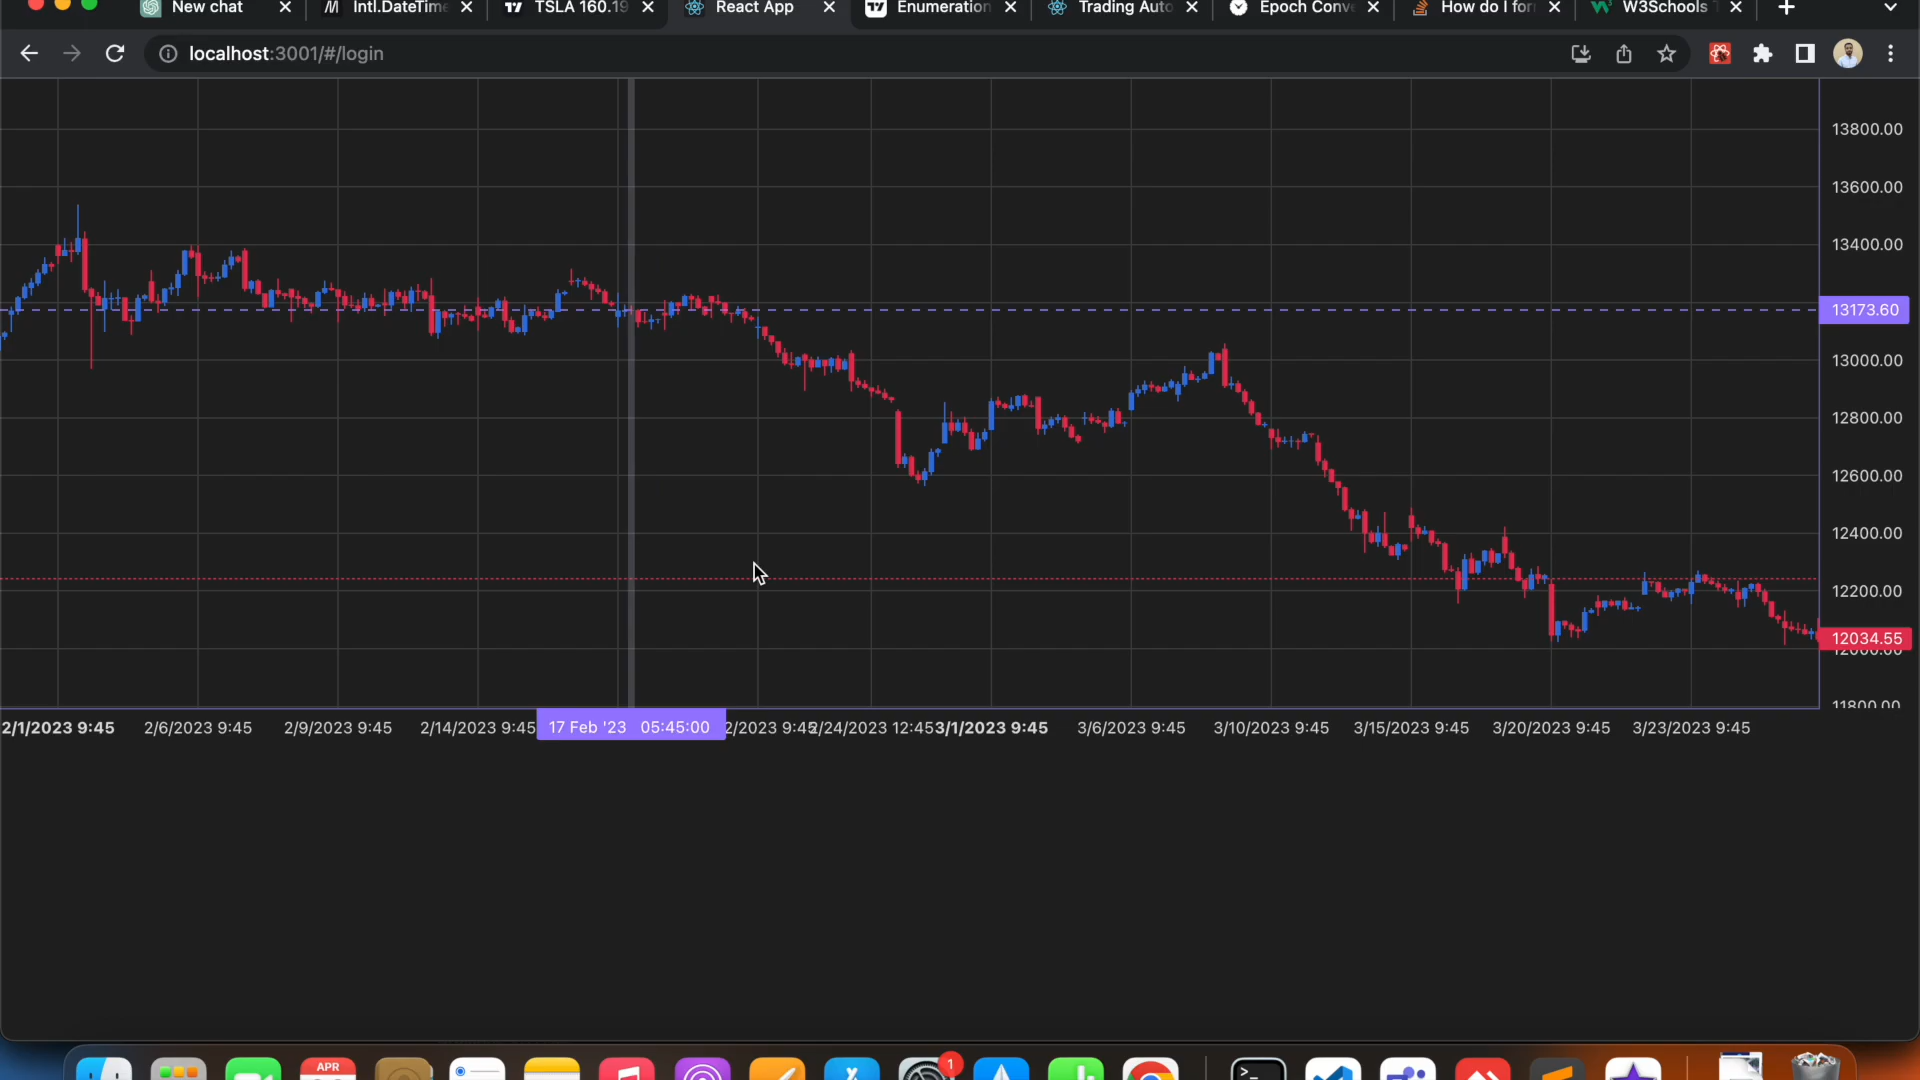 New chat
Intl.DateTime
TSLA 160.19
React App
Enumeration
Trading Auto
Epoch Conve
How do I for
W3Schools
localhost:3001/#/login
13800.00
13600.00
13400.00
13173.60
13000.00
12800.00
12600.00
12400.00
12200.00
12034.55
12000.00
11800.00
2/1/2023 9:45 2/6/2023 9:45 2/9/2023 9:45 2/14/2023 9:45 17 Feb '23 05:45:00 2/2023 9:45 2/24/2023 12:45 3/1/2023 9:45 3/6/2023 9:45 3/10/2023 9:45 3/15/2023 9:45 3/20/2023 9:45 3/23/2023 9:45
1
APR